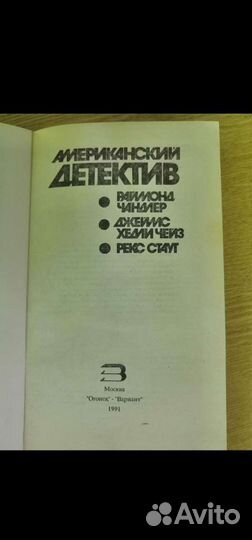 АМЕРИКАНСКИЙ
ДЕТЕКТИВ
РАЙМОНД
ЧАНДЛЕР
ДЖЕЙМС
ХЕДЛИ ЧЕЙЗ
РЕКС СТАУТ
Москва
"Огонек" - "Вариант"
1991
Avito